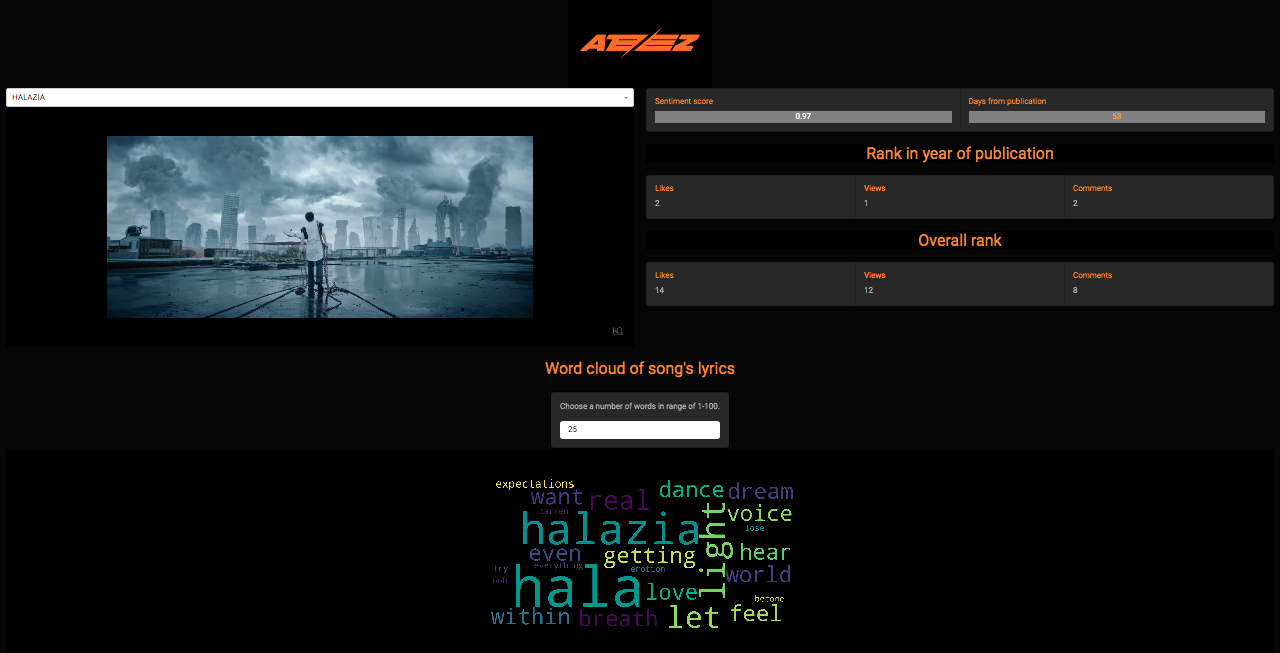 ATEEZ
HALAZIA
Sentiment score
0.97
Days from publication
53
Rank in year of publication
Likes
Views
Comments
2
1
2
Overall rank
Likes
Views
Comments
14
12
8
KQ
Word cloud of song's lyrics
Choose a number of words in range of 1-100.
25
expectations
want
real
dance
dream
barren
halazia
light
voice
lose
even
getting
hear
try
everything
emotion
world
ooh
hala
love
become
within
breath
let
feel